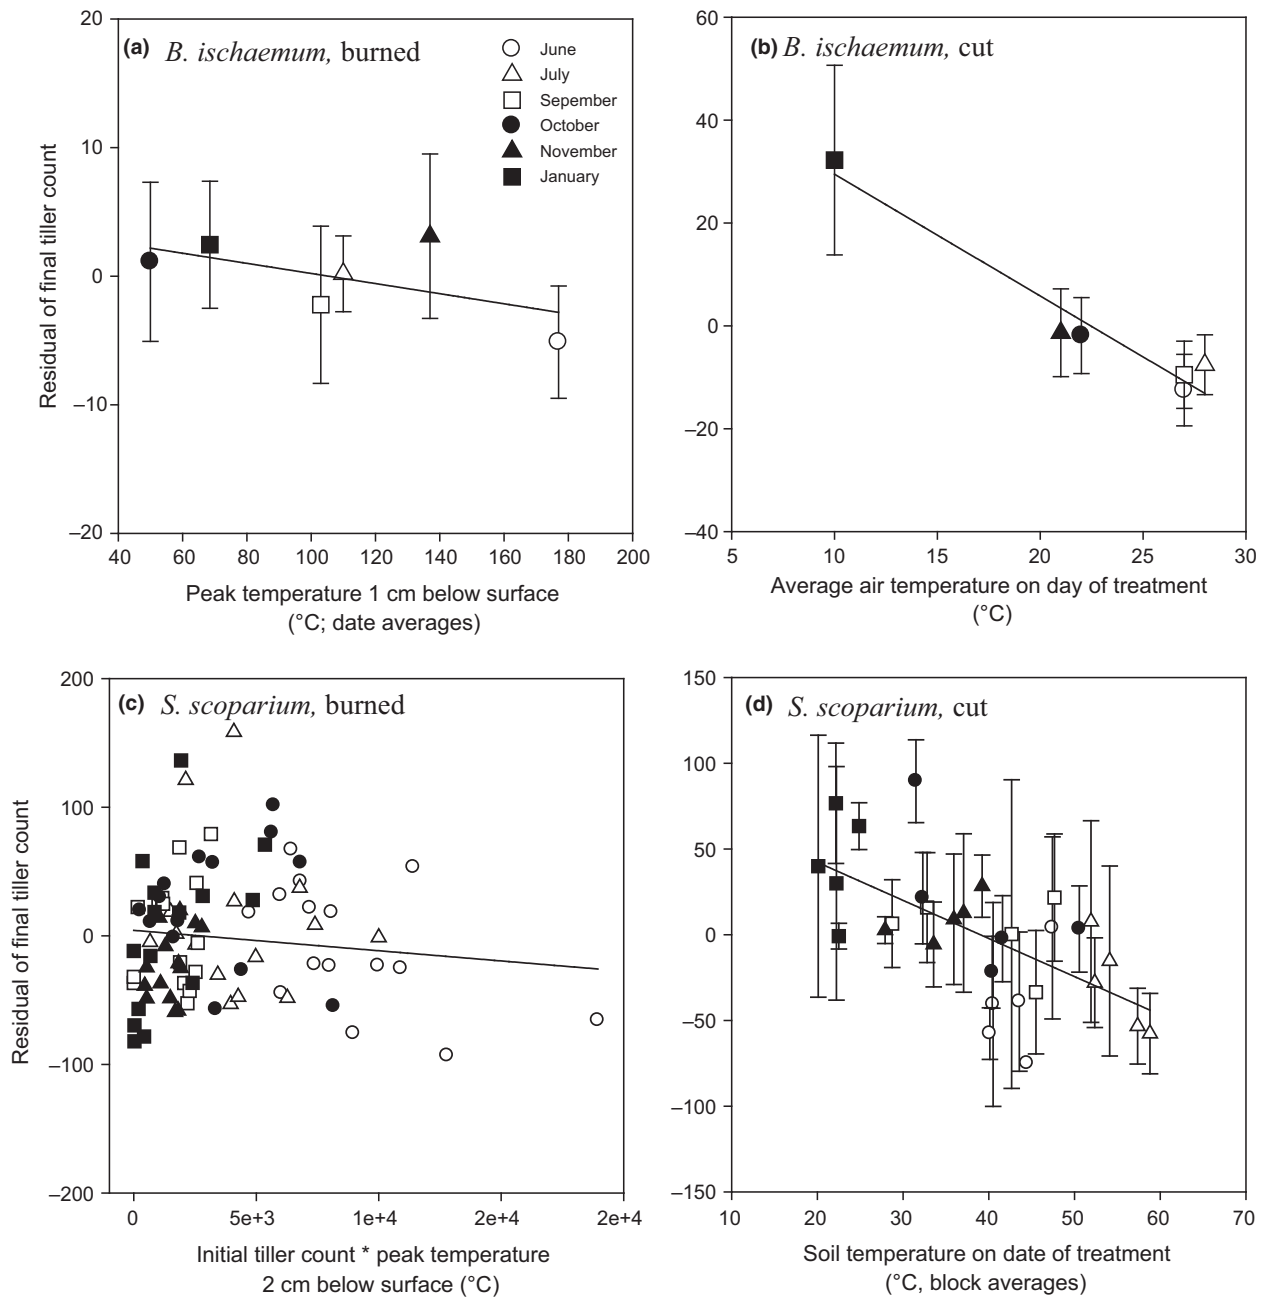 (a) B. ischaemum, burned
June
July
Sepember
October
November
January
20
10
0
–10
–20
Residual of final tiller count
40 60 80 100 120 140 160 180 200
Peak temperature 1 cm below surface
(°C; date averages)
(b) B. ischaemum, cut
60
40
20
0
–20
–40
5 10 15 20 25 30
Average air temperature on day of treatment
(°C)
(c) S. scoparium, burned
200
100
0
–100
–200
Residual of final tiller count
0 5e+3 1e+4 2e+4 2e+4
Initial tiller count * peak temperature
2 cm below surface (°C)
(d) S. scoparium, cut
150
100
50
0
–50
–100
–150
10 20 30 40 50 60 70
Soil temperature on date of treatment
(°C, block averages)